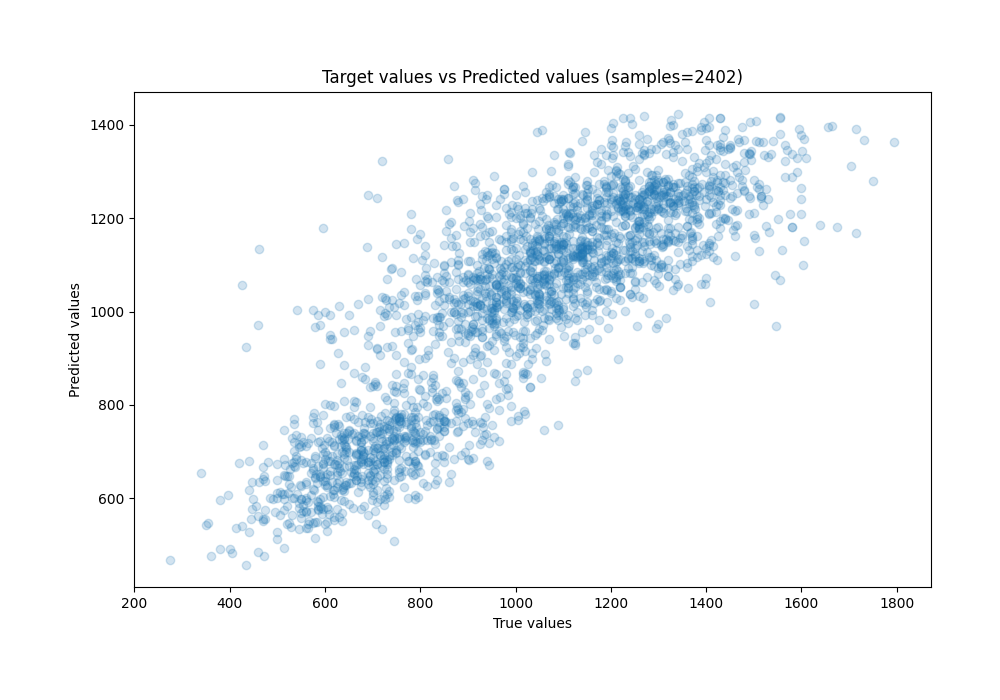 Target values vs Predicted values (samples=2402)
Predicted values
1400
1200
1000
800
600
200 400 600 800 1000 1200 1400 1600 1800
True values